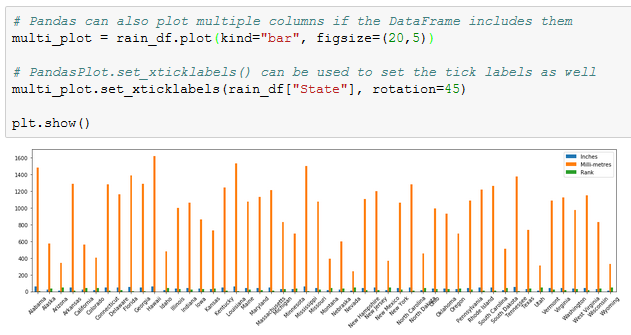 # Pandas can also plot multiple columns if the DataFrame includes them
multi_plot = rain_df.plot(kind="bar", figsize=(20,5))
# PandasPlot.set_xticklabels() can be used to set the tick labels as well
multi_plot.set_xticklabels(rain_df["State"], rotation=45)
plt.show()
Inches
Milli-metres
Rank
1600
1400
1200
1000
800
600
400
200
0
Alabama
Alaska
Arizona
Arkansas
California
Colorado
Connecticut
Delaware
Florida
Georgia
Hawaii
Idaho
Illinois
Indiana
Iowa
Kansas
Kentucky
Louisiana
Maine
Maryland
Massachusetts
Michigan
Minnesota
Mississippi
Missouri
Montana
Nebraska
Nevada
New Hampshire
New Jersey
New Mexico
New York
North Carolina
North Dakota
Ohio
Oklahoma
Oregon
Pennsylvania
Rhode Island
South Carolina
South Dakota
Tennessee
Texas
Utah
Vermont
Virginia
Washington
West Virginia
Wisconsin
Wyoming